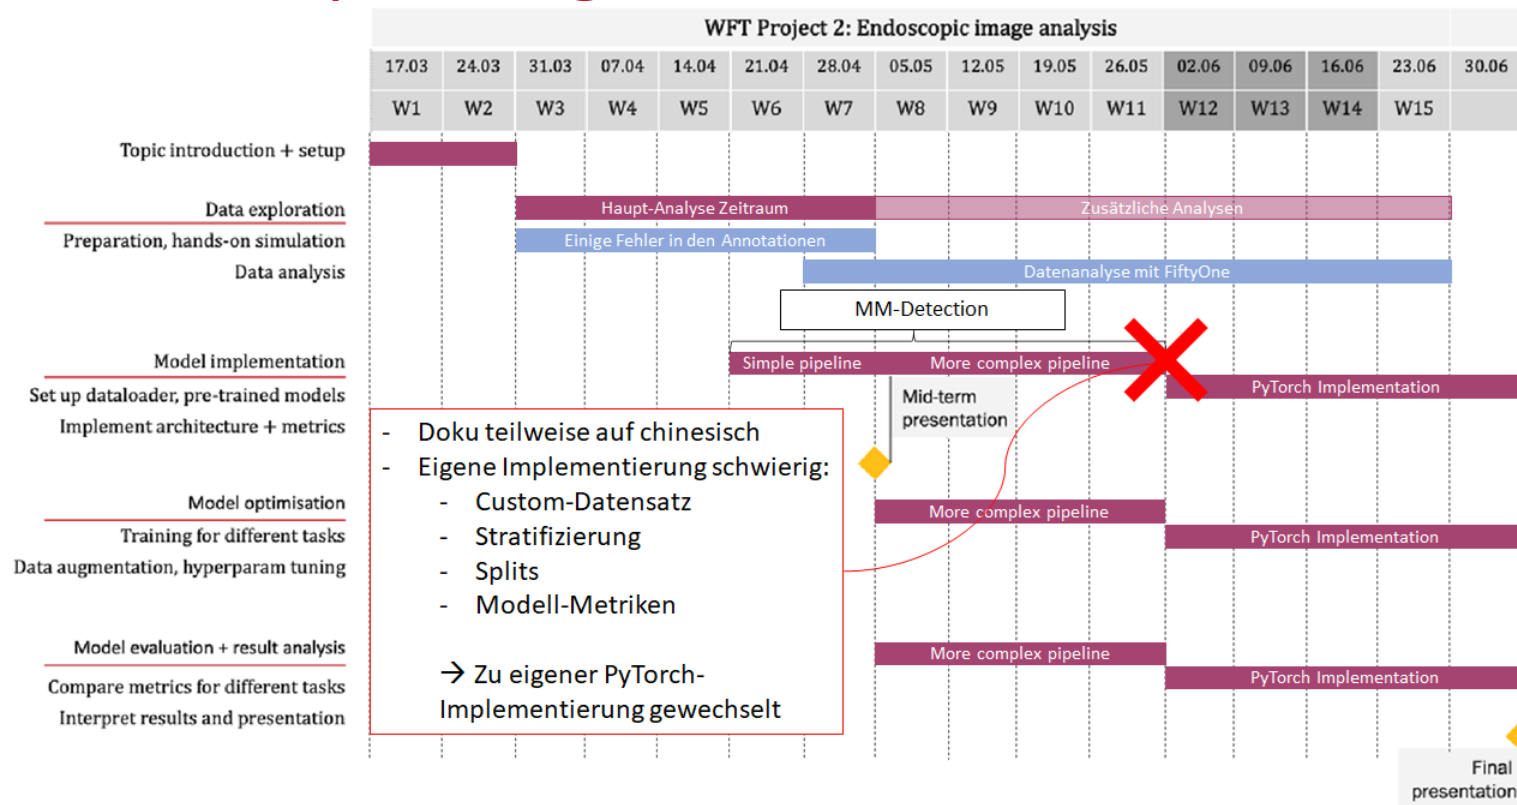 WFT Project 2: Endoscopic image analysis
17.03 24.03 31.03 07.04 14.04 21.04 28.04 05.05 12.05 19.05 26.05 02.06 09.06 16.06 23.06 30.06
W1 W2 W3 W4 W5 W6 W7 W8 W9 W10 W11 W12 W13 W14 W15
Topic introduction + setup
Data exploration
Haupt-Analyse Zeitraum
Zusätzliche Analysen
Preparation, hands-on simulation
Einige Fehler in den Annotationen
Data analysis
Datenanalyse mit FiftyOne
MM-Detection
Model implementation
Simple pipeline
More complex pipeline
Set up dataloader, pre-trained models
PyTorch Implementation
Implement architecture + metrics
Mid-term
presentation
- Doku teilweise auf chinesisch
- Eigene Implementierung schwierig:
- Custom-Datensatz
- Stratifizierung
- Splits
- Modell-Metriken
→ Zu eigener PyTorch-
Implementierung gewechselt
Model optimisation
More complex pipeline
Training for different tasks
PyTorch Implementation
Data augmentation, hyperparam tuning
Model evaluation + result analysis
More complex pipeline
Compare metrics for different tasks
PyTorch Implementation
Interpret results and presentation
Final
presentation